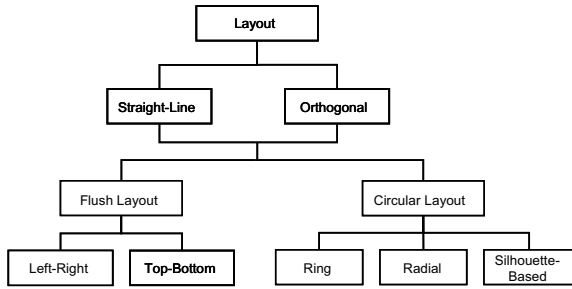 Layout
Straight-Line
Orthogonal
Flush Layout
Circular Layout
Left-Right
Top-Bottom
Ring
Radial
Silhouette-
Based